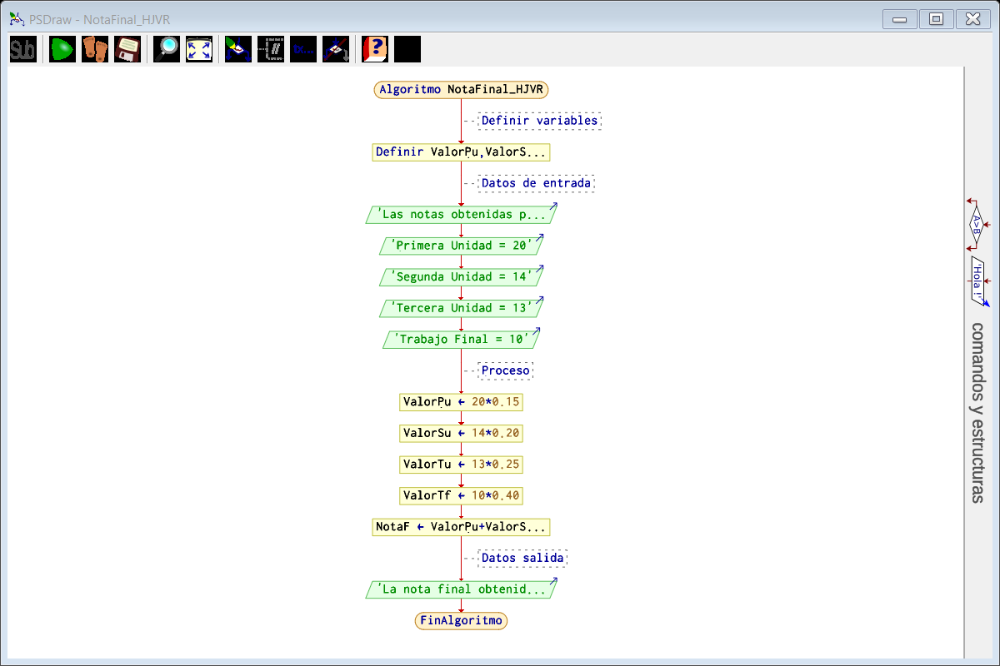 PSDraw - NotaFinal_HJVR
Sub
Algoritmo NotaFinal_HJVR
Definir variables
Definir ValorPu,ValorS...
Datos de entrada
'Las notas obtenidas p...
'Primera Unidad = 20'
'Segunda Unidad = 14'
'Tercera Unidad = 13'
'Trabajo Final = 10'
Proceso
ValorPu ← 20*0.15
ValorSu ← 14*0.20
ValorTu ← 13*0.25
ValorTf ← 10*0.40
NotaF ← ValorPu+ValorS...
Datos salida
'La nota final obtenid...
FinAlgoritmo
A>B
'Hola !'
comandos y estructuras